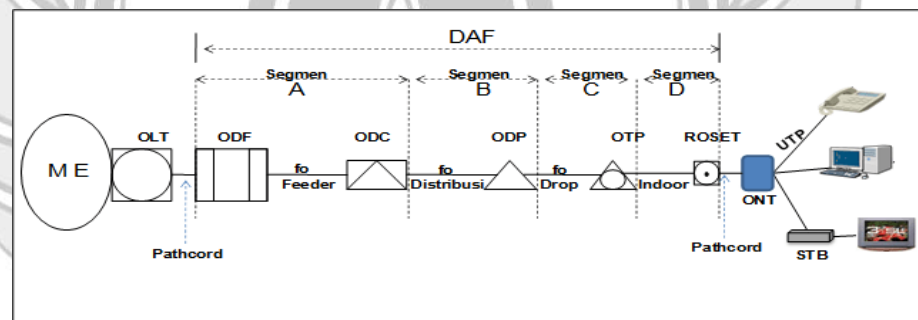 DAF
Segmen A
Segmen B
Segmen C
Segmen D
OLT ODF ODC ODP OTP ROSET
M E
fo Feeder
fo Distribusi
fo Drop
Indoor
UTP
ONT
Pathcord
Pathcord
STB